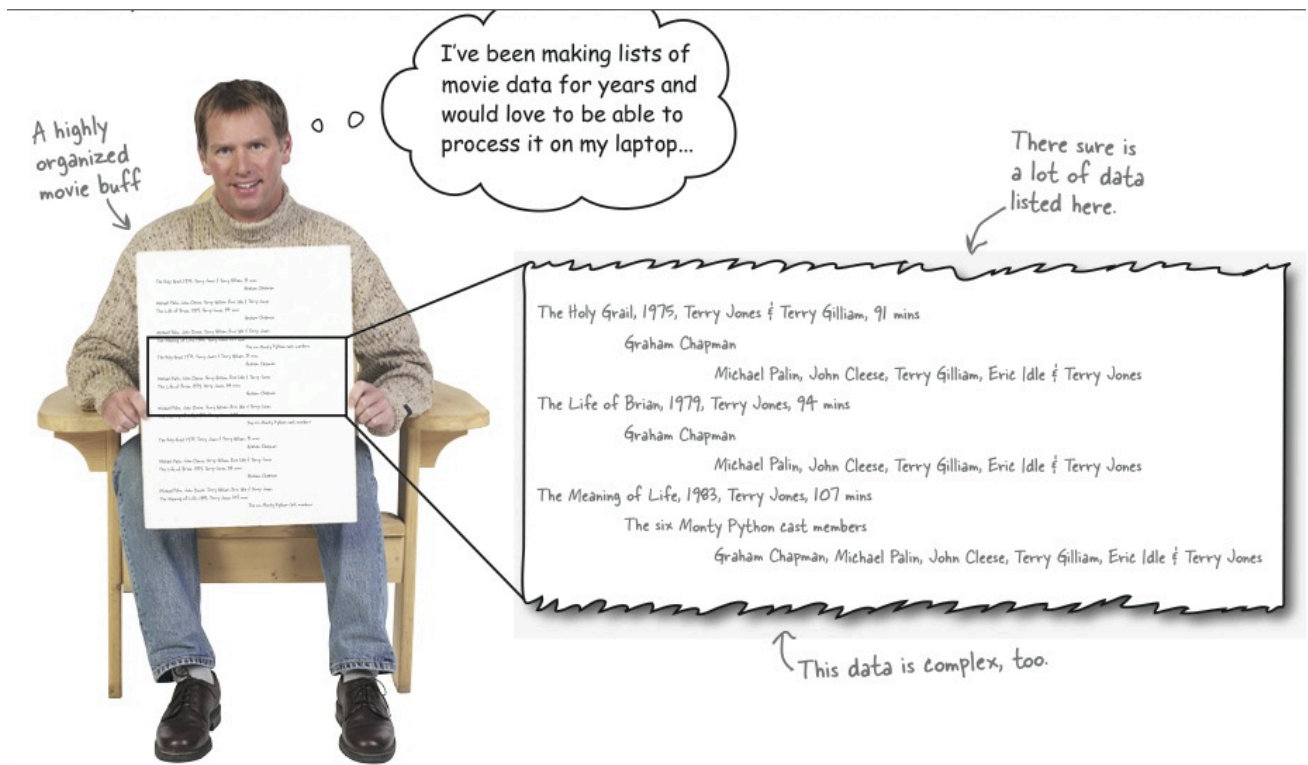 I've been making lists of
movie data for years and
would love to be able to
process it on my laptop...
A highly
organized
movie buff
There sure is
a lot of data
listed here.
The Holy Grail, 1975, Terry Jones & Terry Gilliam, 91 mins
Graham Chapman
Michael Palin, John Cleese, Terry Gilliam, Eric Idle & Terry Jones
The Life of Brian, 1979, Terry Jones, 94 mins
Graham Chapman
Michael Palin, John Cleese, Terry Gilliam, Eric Idle & Terry Jones
The Meaning of Life, 1983, Terry Jones, 107 mins
The six Monty Python cast members
Graham Chapman, Michael Palin, John Cleese, Terry Gilliam, Eric Idle & Terry Jones
This data is complex, too.